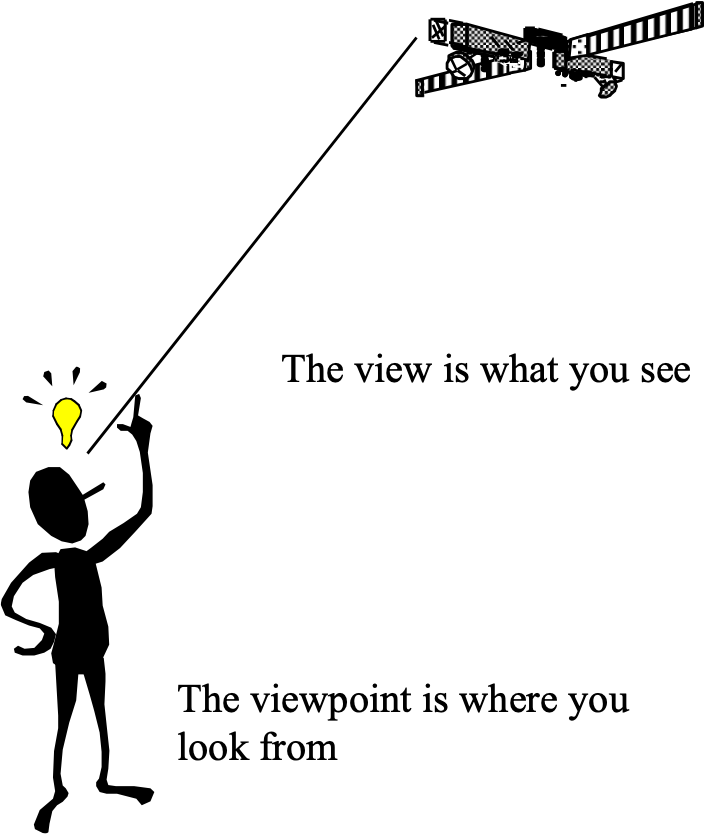 The view is what you see
The viewpoint is where you
look from